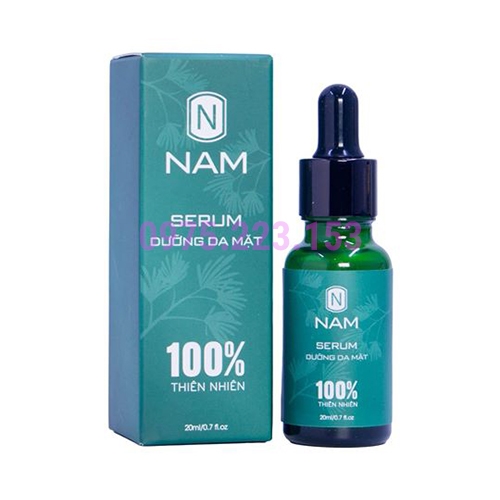 N
NAM
SERUM
DƯỠNG DA MẶT
100%
THIÊN NHIÊN
20ml/0.7 fl.oz
N
NAM
SERUM
DƯỠNG DA MẶT
100%
THIÊN NHIÊN
20ml/0.7 fl.oz
0975.223.153